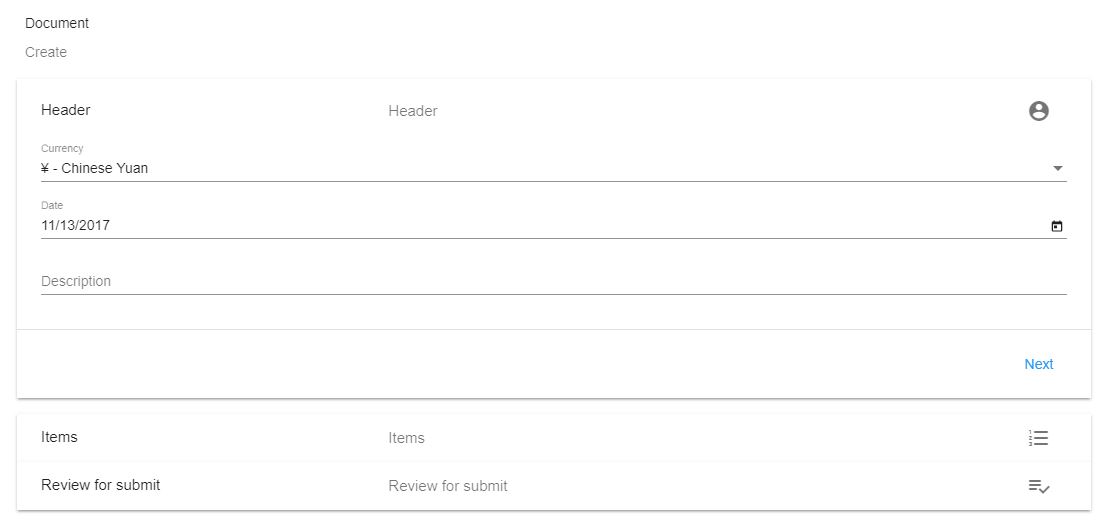 Document
Create
Header Header
Currency
¥ - Chinese Yuan
Date
11/13/2017
Description
Next
Items Items
Review for submit Review for submit